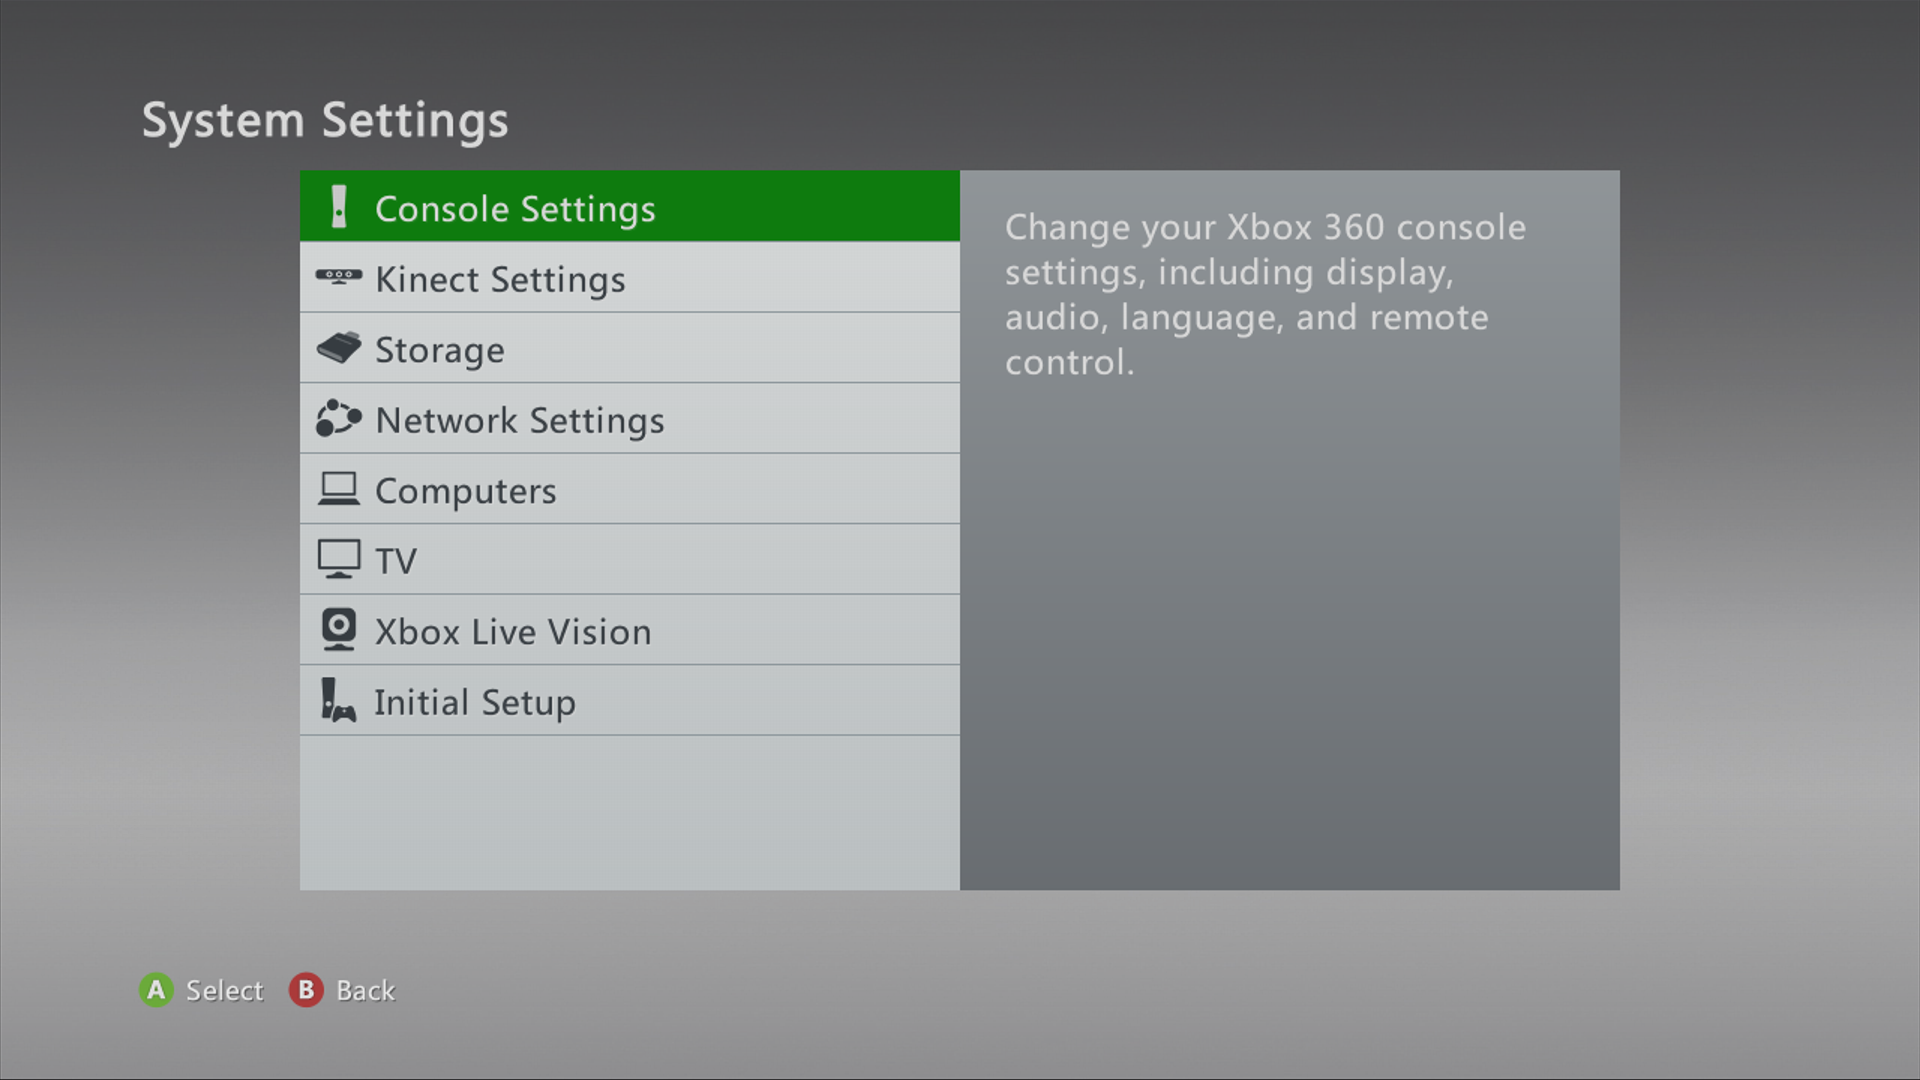 System Settings
Console Settings
Kinect Settings
Storage
Network Settings
Computers
TV
Xbox Live Vision
Initial Setup
Change your Xbox 360 console
settings, including display,
audio, language, and remote
control.
A Select B Back